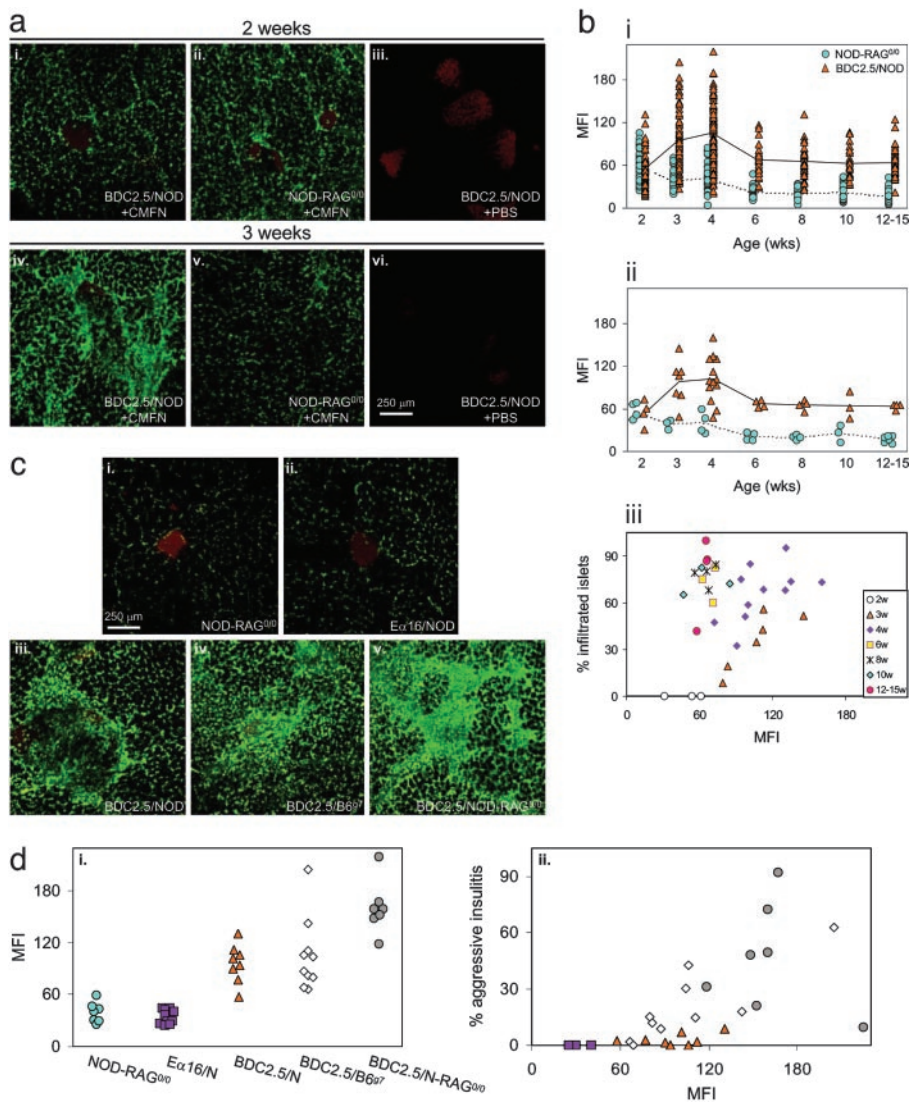 a
2 weeks
i.
ii.
iii.
BDC2.5/NOD
+CMFN
NOD-RAG0/0
+CMFN
BDC2.5/NOD
+PBS
3 weeks
iv.
v.
vi.
BDC2.5/NOD
+CMFN
NOD-RAG0/0
+CMFN
250 µm
BDC2.5/NOD
+PBS
b
i
NOD-RAG0/0
BDC2.5/NOD
MFI
240
180
120
60
0
2 3 4 6 8 10 12-15
Age (wks)
ii
MFI
180
120
60
0
2 3 4 6 8 10 12-15
Age (wks)
iii
% infiltrated islets
90
60
30
0
0 60 120 180
MFI
2w
3w
4w
6w
8w
10w
12-15w
c
i.
ii.
250 µm
NOD-RAG0/0
Eα16/NOD
iii.
iv.
v.
BDC2.5/NOD
BDC2.5/B6g7
BDC2.5/NOD-RAG0/0
d
i.
MFI
180
120
60
0
NOD-RAG0/0
Eα16/N
BDC2.5/N
BDC2.5/B6g7
BDC2.5/N-RAG0/0
ii.
% aggressive insulitis
90
60
30
0
0 60 120 180
MFI